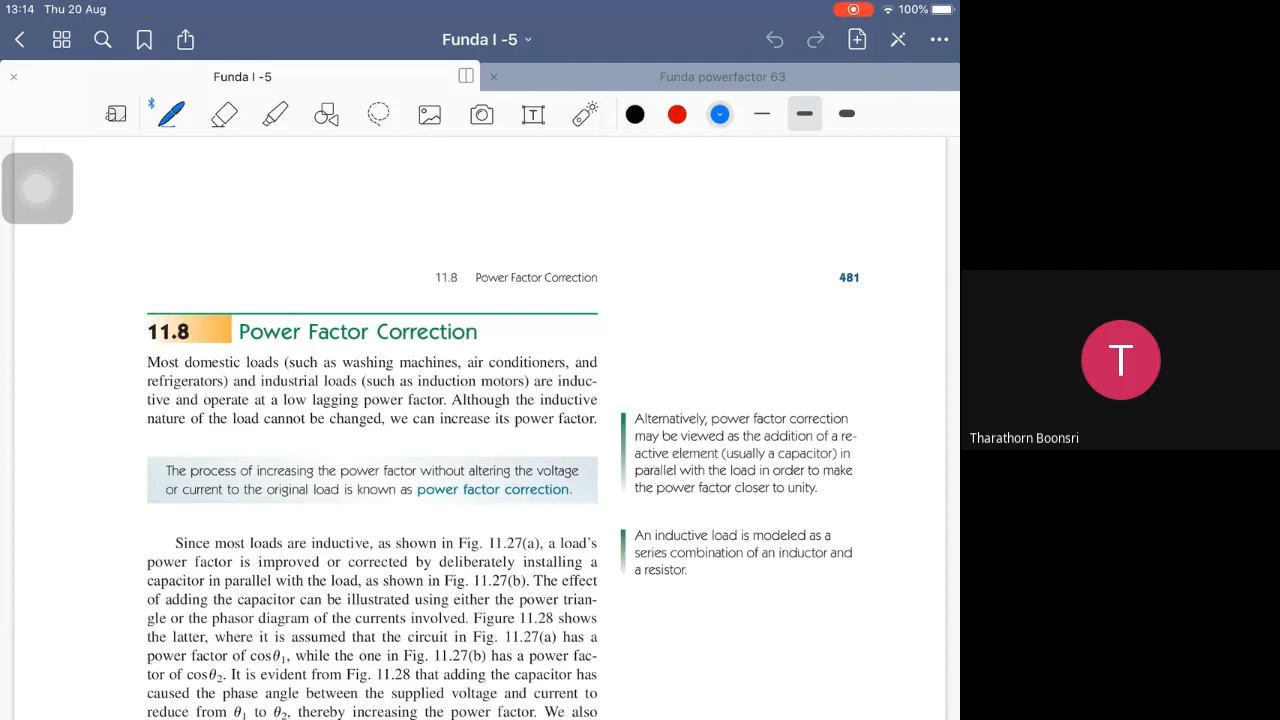 13:14 Thu 20 Aug
100%
Funda I -5
Funda I -5
Funda powerfactor 63
T
11.8 Power Factor Correction
481
11.8 Power Factor Correction
Most domestic loads (such as washing machines, air conditioners, and
refrigerators) and industrial loads (such as induction motors) are induc-
tive and operate at a low lagging power factor. Although the inductive
nature of the load cannot be changed, we can increase its power factor.
The process of increasing the power factor without altering the voltage
or current to the original load is known as power factor correction.
Since most loads are inductive, as shown in Fig. 11.27(a), a load's
power factor is improved or corrected by deliberately installing a
capacitor in parallel with the load, as shown in Fig. 11.27(b). The effect
of adding the capacitor can be illustrated using either the power trian-
gle or the phasor diagram of the currents involved. Figure 11.28 shows
the latter, where it is assumed that the circuit in Fig. 11.27(a) has a
power factor of cosθ₁, while the one in Fig. 11.27(b) has a power fac-
tor of cosθ₂. It is evident from Fig. 11.28 that adding the capacitor has
caused the phase angle between the supplied voltage and current to
reduce from θ₁ to θ₂, thereby increasing the power factor. We also
Alternatively, power factor correction
may be viewed as the addition of a re-
active element (usually a capacitor) in
parallel with the load in order to make
the power factor closer to unity.
An inductive load is modeled as a
series combination of an inductor and
a resistor.
T
Tharathorn Boonsri